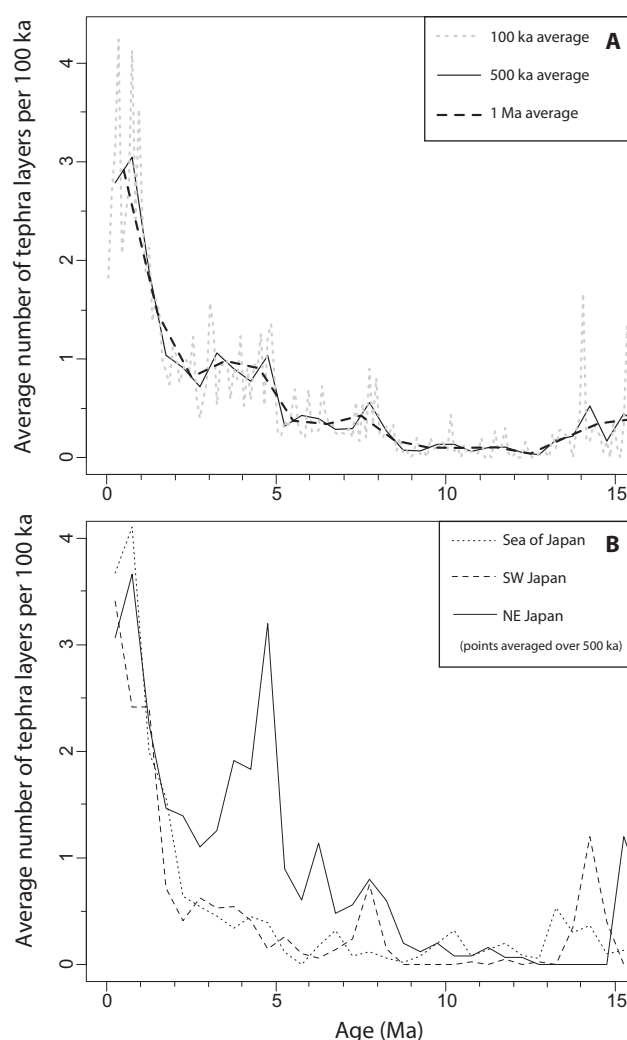 Average number of tephra layers per 100 ka
4
3
2
1
0
100 ka average
A
500 ka average
1 Ma average
0
5
10
15
Average number of tephra layers per 100 ka
4
3
2
1
0
Sea of Japan
B
SW Japan
NE Japan
(points averaged over 500 ka)
0
5
10
15
Age (Ma)